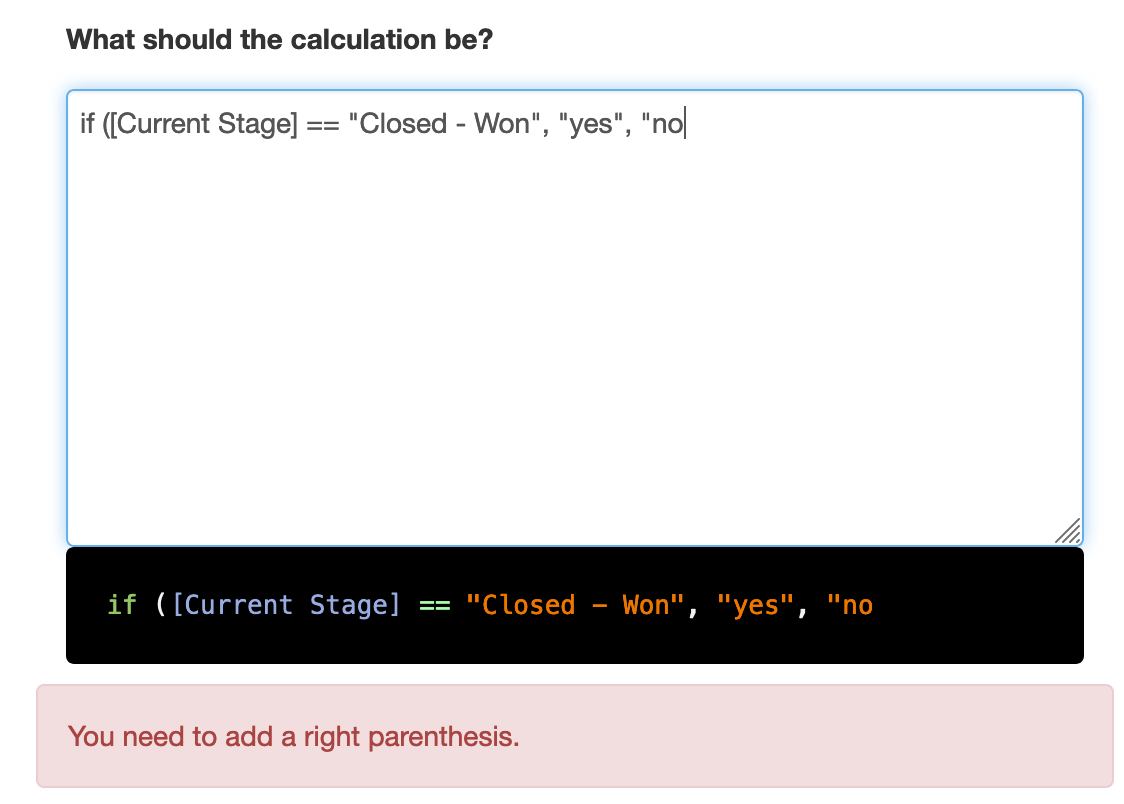 What should the calculation be?
if ([Current Stage] == "Closed - Won", "yes", "no
if ([Current Stage] == "Closed - Won", "yes", "no
You need to add a right parenthesis.